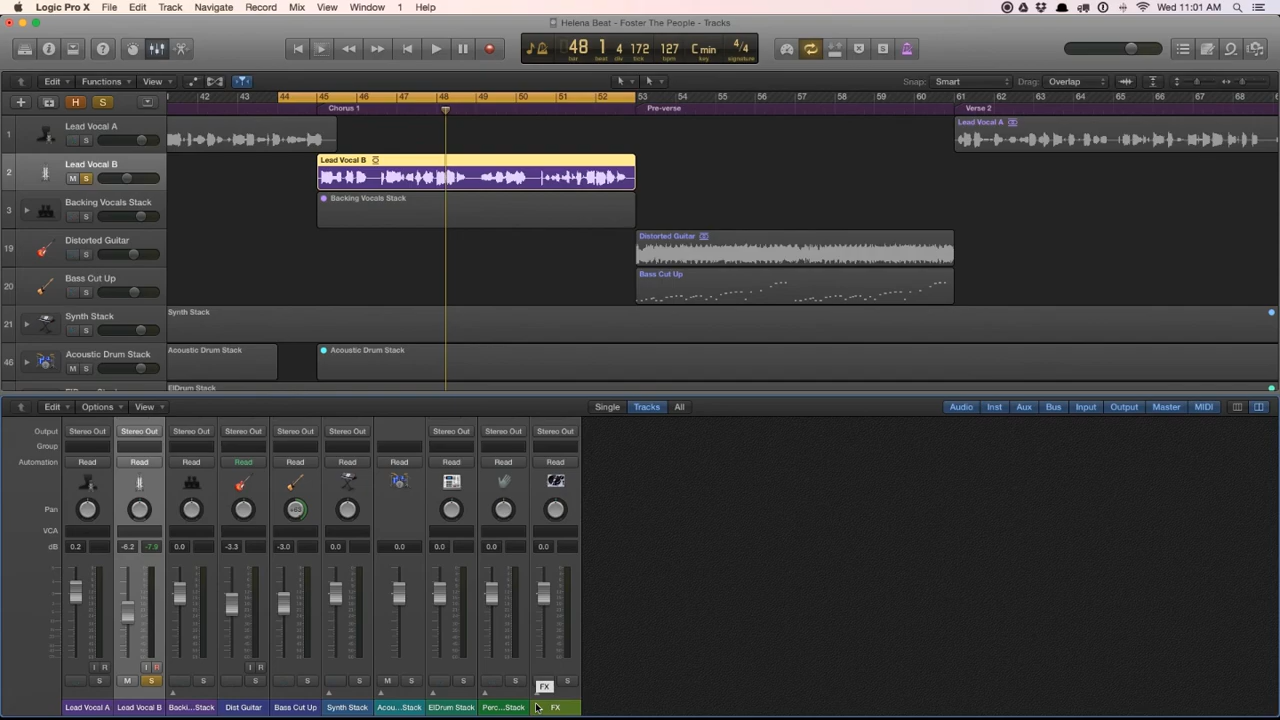 Logic Pro X File Edit Track Navigate Record Mix View Window 1 Help Wed 11:01 AM
Helena Beat - Foster The People - Tracks
48 1 4 172 127 C min 4/4
bar beat tick bpm key signature
Edit Functions View Snap: Smart Drag: Overlap
42 43 44 45 46 47 48 49 50 51 52 53 54 55 56 57 58 59 60 61 62 63 64 65 66 67 68
Chorus 1 Pre-verse Verse 2
1 Lead Vocal A M S Lead Vocal A
2 Lead Vocal B M S Lead Vocal B
3 Backing Vocals Stack S Backing Vocals Stack
19 Distorted Guitar S Distorted Guitar
20 Bass Cut Up S Bass Cut Up
21 Synth Stack S Synth Stack
46 Acoustic Drum Stack M S Acoustic Drum Stack Acoustic Drum Stack
ElDrum Stack
Edit Options View Single Tracks All Audio Inst Aux Bus Input Output Master MIDI
Output Stereo Out Stereo Out Stereo Out Stereo Out Stereo Out Stereo Out Stereo Out Stereo Out Stereo Out
Group
Automation Read Read Read Read Read Read Read Read Read Read
Pan
VCA
dB 0.2 -6.2 -7.9 0.0 -3.3 -3.0 0.0 0.0 0.0 0.0 0.0
I R I R I R
S M S S S S S M S S S S
FX
Lead Vocal A Lead Vocal B Backi...Stack Dist Guitar Bass Cut Up Synth Stack Acou...Stack ElDrum Stack Perc...Stack FX